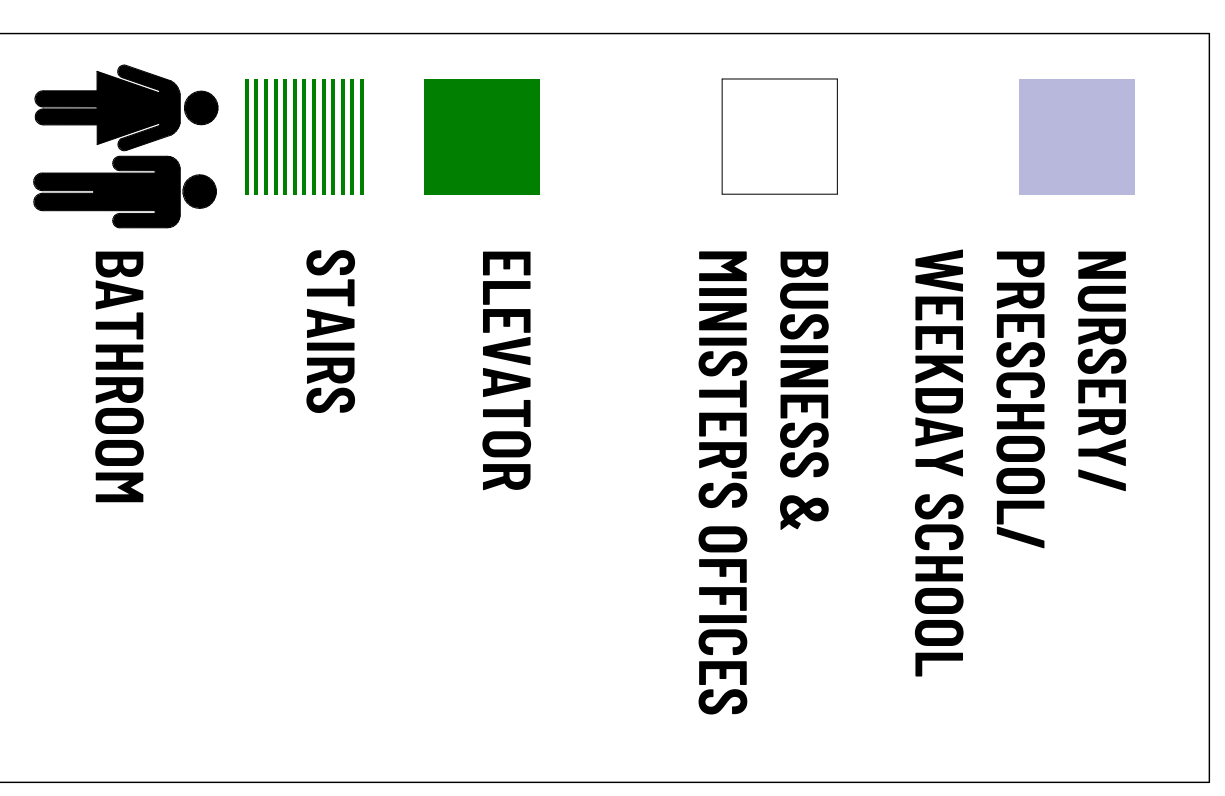 NURSERY/
PRESCHOOL/
WEEKDAY SCHOOL
BUSINESS &
MINISTER'S OFFICES
ELEVATOR
STAIRS
BATHROOM